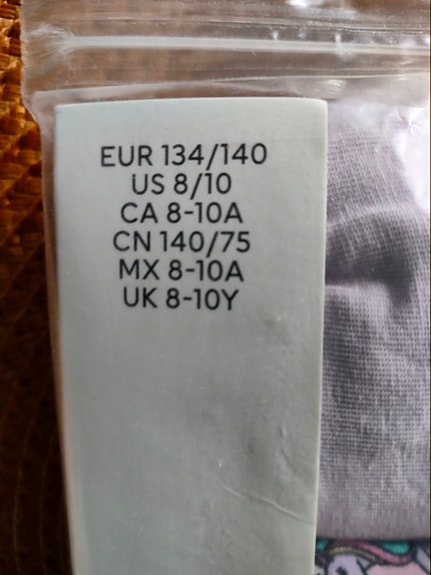 EUR 134/140
US 8/10
CA 8-10A
CN 140/75
MX 8-10A
UK 8-10Y